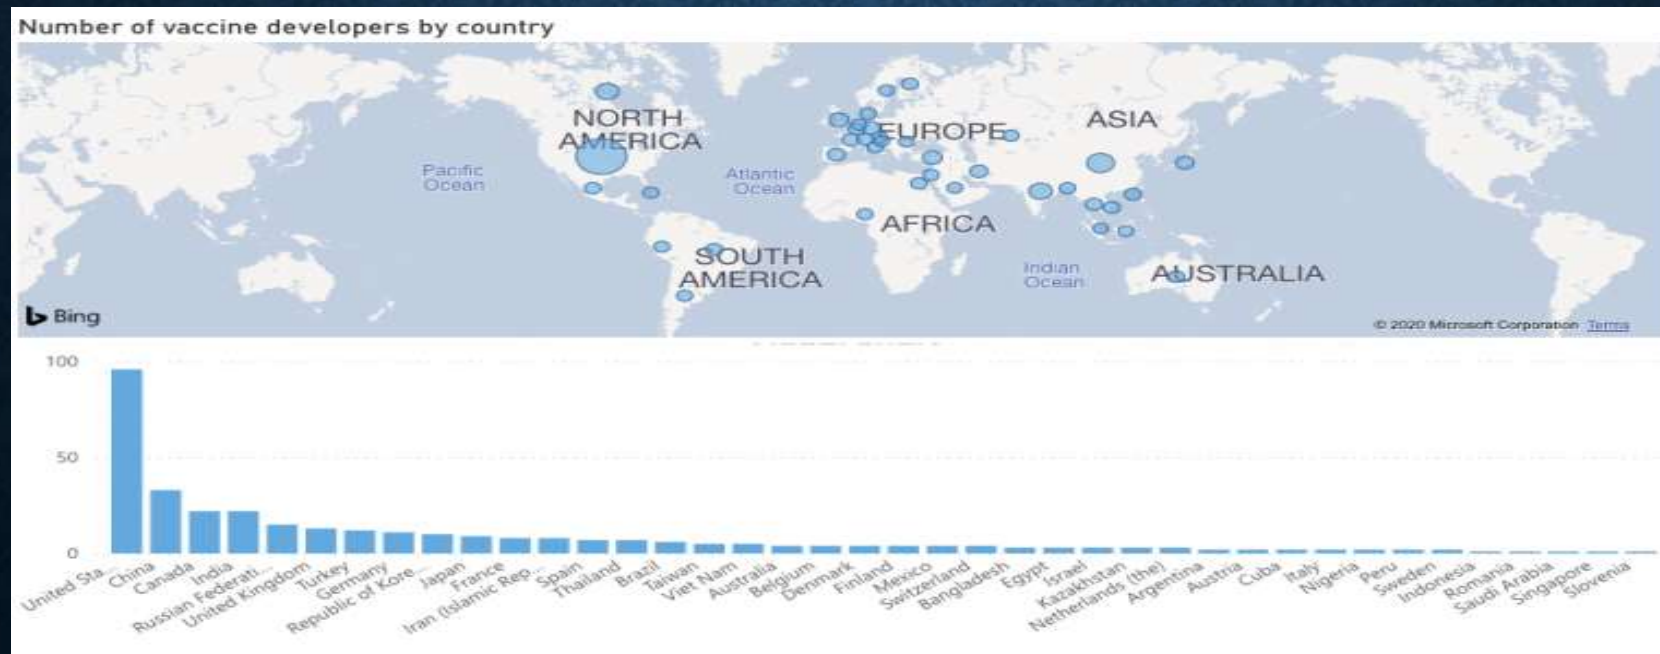 Number of vaccine developers by country
NORTH
AMERICA
EUROPE
ASIA
Pacific
Ocean
Atlantic
Ocean
AFRICA
SOUTH
AMERICA
Indian
Ocean
AUSTRALIA
Bing
© 2020 Microsoft Corporation Terms
100
50
0
United Sta...
China
Canada
India
Russian Federati...
United Kingdom
Turkey
Germany
Republic of Kore...
Japan
France
Iran (Islamic Rep...
Spain
Thailand
Brazil
Taiwan
Viet Nam
Australia
Belgium
Denmark
Finland
Mexico
Switzerland
Bangladesh
Egypt
Israel
Kazakhstan
Netherlands (the)
Argentina
Austria
Cuba
Italy
Nigeria
Peru
Sweden
Indonesia
Romania
Saudi Arabia
Singapore
Slovenia